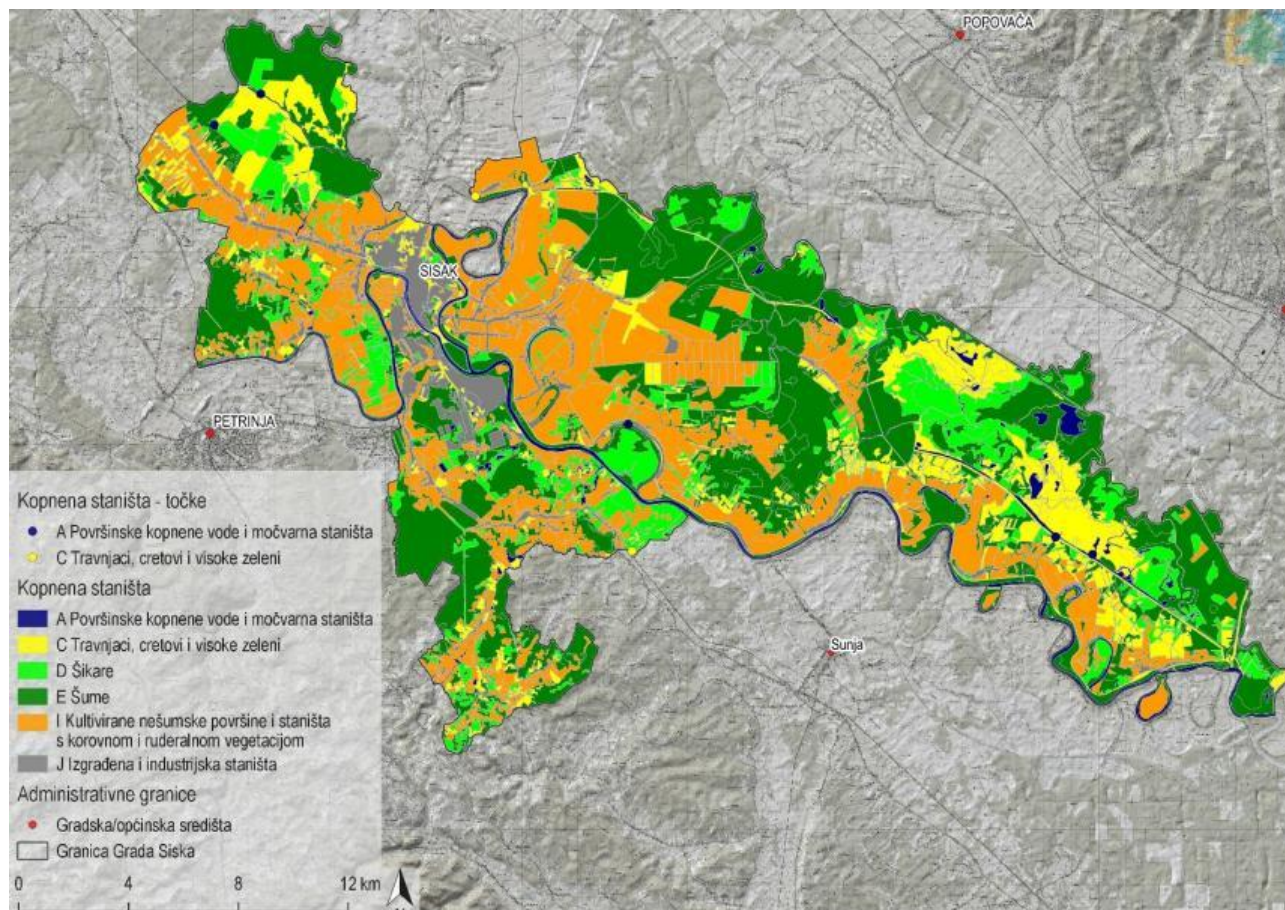 POPOVAČA
SISAK
PETRINJA
Sunja
Kopnena staništa - točke
A Površinske kopnene vode i močvarna staništa
C Travnjaci, cretovi i visoke zeleni
Kopnena staništa
A Površinske kopnene vode i močvarna staništa
C Travnjaci, cretovi i visoke zeleni
D Šikare
E Šume
I Kultivirane nešumske površine i staništa
s korovnom i ruderalnom vegetacijom
J Izgrađena i industrijska staništa
Administrativne granice
Gradska/općinska središta
Granica Grada Siska
0 4 8 12 km